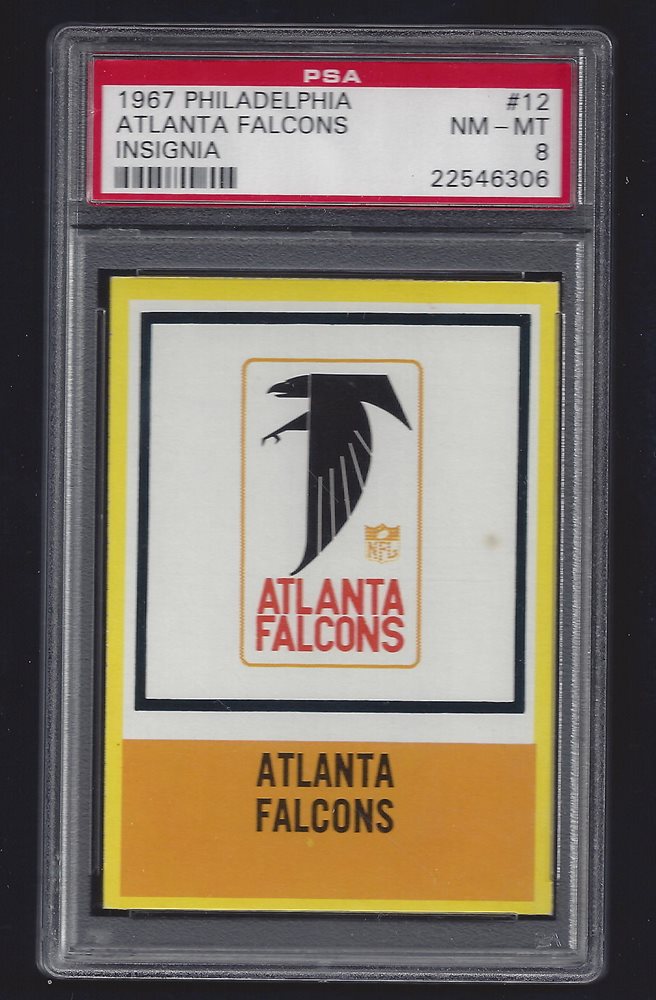 PSA
1967 PHILADELPHIA #12
ATLANTA FALCONS NM - MT
INSIGNIA 8
22546306
NFL
ATLANTA
FALCONS
ATLANTA
FALCONS